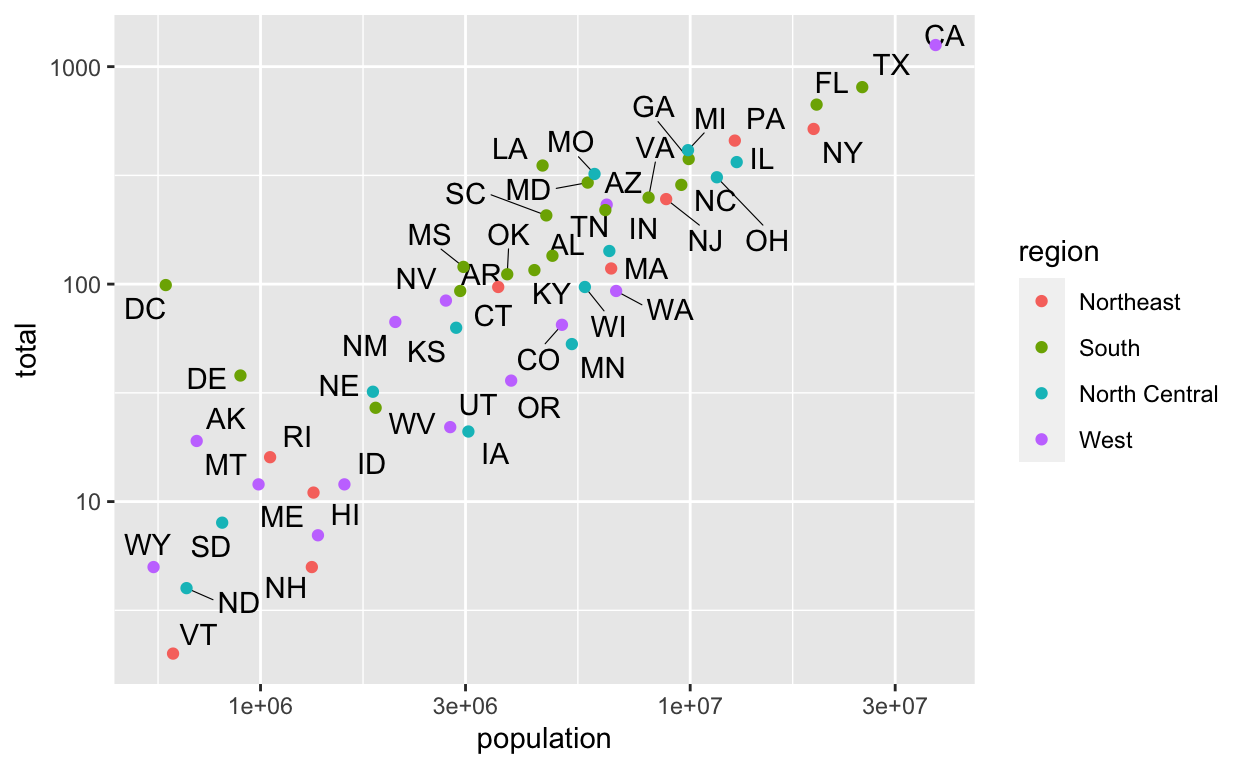 CA
1000
TX
FL
GA
MI
PA
MO
VA
NY
LA
IL
AZ
MD
SC
NC
TN
IN
MS
OK
NJ
OH
AL
region
NV
AR
MA
100
KY
Northeast
DC
CT
WA
WI
NM
KS
South
total
CO
MN
DE
NE
North Central
UT
OR
AK
WV
RI
West
IA
MT
ID
10
ME
HI
WY
SD
NH
ND
VT
1e+06
3e+06
1e+07
3e+07
population